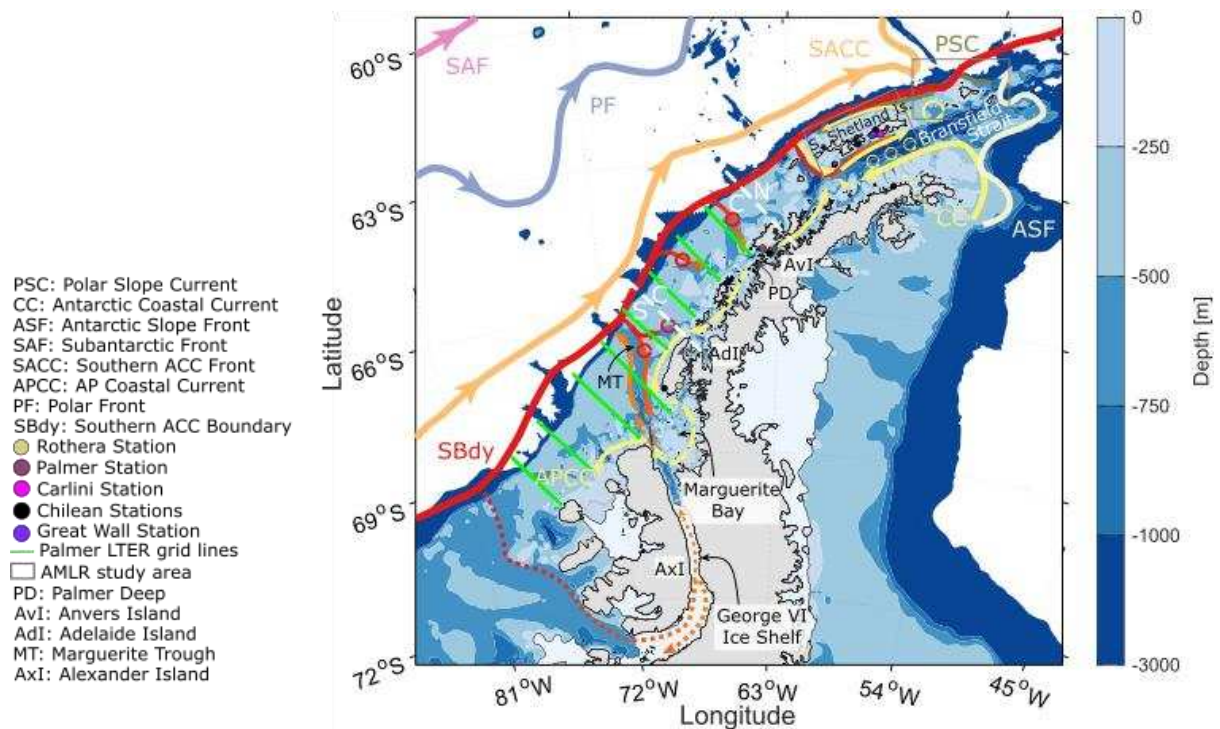 PSC: Polar Slope Current
CC: Antarctic Coastal Current
ASF: Antarctic Slope Front
SAF: Subantarctic Front
SACC: Southern ACC Front
APCC: AP Coastal Current
PF: Polar Front
SBdy: Southern ACC Boundary
Rothera Station
Palmer Station
Carlini Station
Chilean Stations
Great Wall Station
Palmer LTER grid lines
AMLR study area
PD: Palmer Deep
AvI: Anvers Island
AdI: Adelaide Island
MT: Marguerite Trough
AxI: Alexander Island
Latitude
60°S
63°S
66°S
69°S
72°S
SAF
PF
SACC
PSC
S. Shetland Is.
Bransfield
Strait
N
C
CC
ASF
AvI
PD
C
S
AdI
MT
SBdy
APCC
Marguerite
Bay
AxI
George VI
Ice Shelf
81°W
72°W
63°W
54°W
45°W
Longitude
0
-250
-500
-750
-1000
-3000
Depth [m]